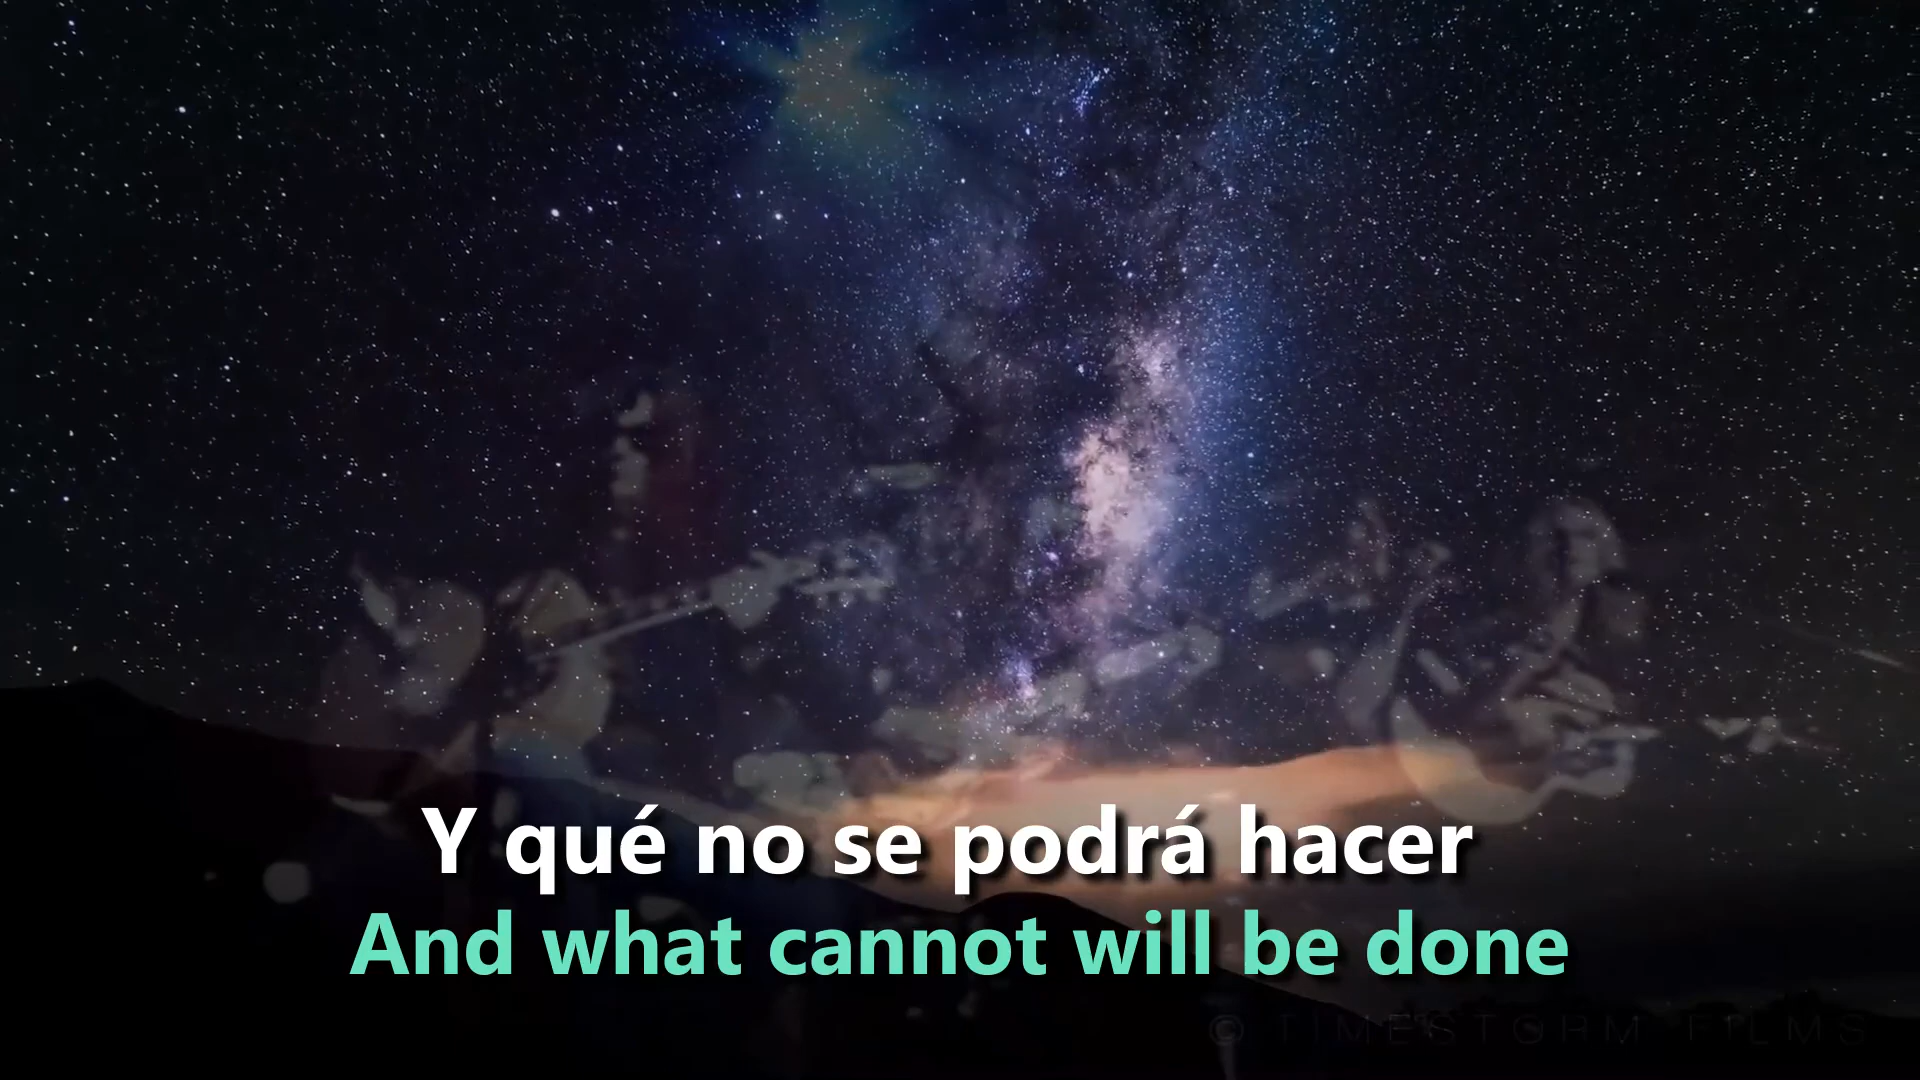 Y qué no se podrá hacer
And what cannot will be done
© TIMESTORM FILMS